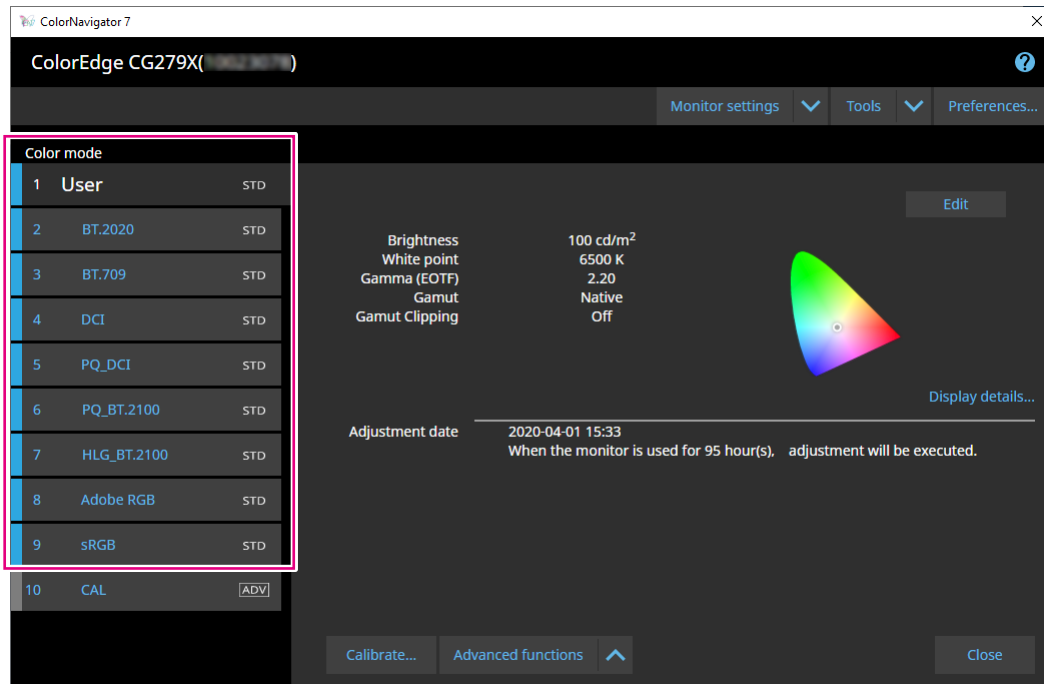 ColorNavigator 7
ColorEdge CG279X( )
?
Monitor settings Tools Preferences...
Color mode
1 User STD
2 BT.2020 STD
3 BT.709 STD
4 DCI STD
5 PQ_DCI STD
6 PQ_BT.2100 STD
7 HLG_BT.2100 STD
8 Adobe RGB STD
9 sRGB STD
10 CAL ADV
Edit
Brightness 100 cd/m²
White point 6500 K
Gamma (EOTF) 2.20
Gamut Native
Gamut Clipping Off
Display details...
Adjustment date 2020-04-01 15:33
When the monitor is used for 95 hour(s), adjustment will be executed.
Calibrate... Advanced functions Close